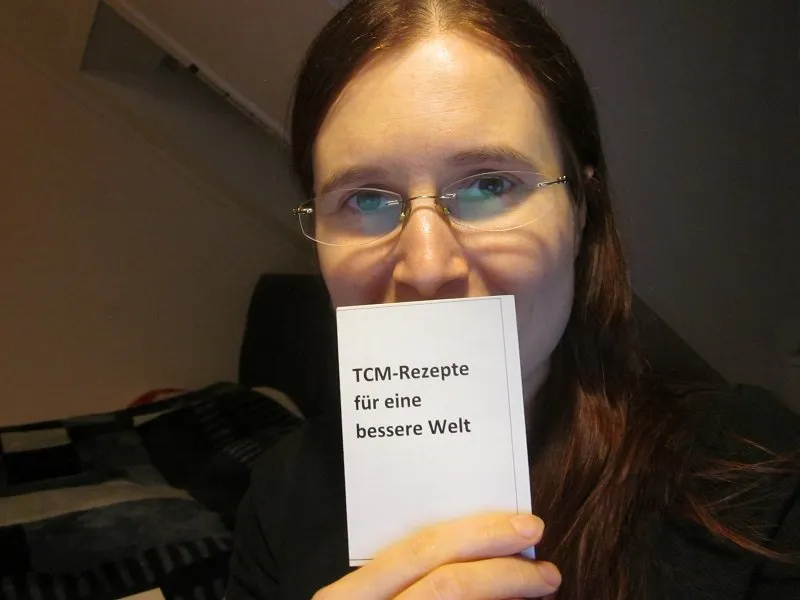 TCM-Rezepte
für eine
bessere Welt